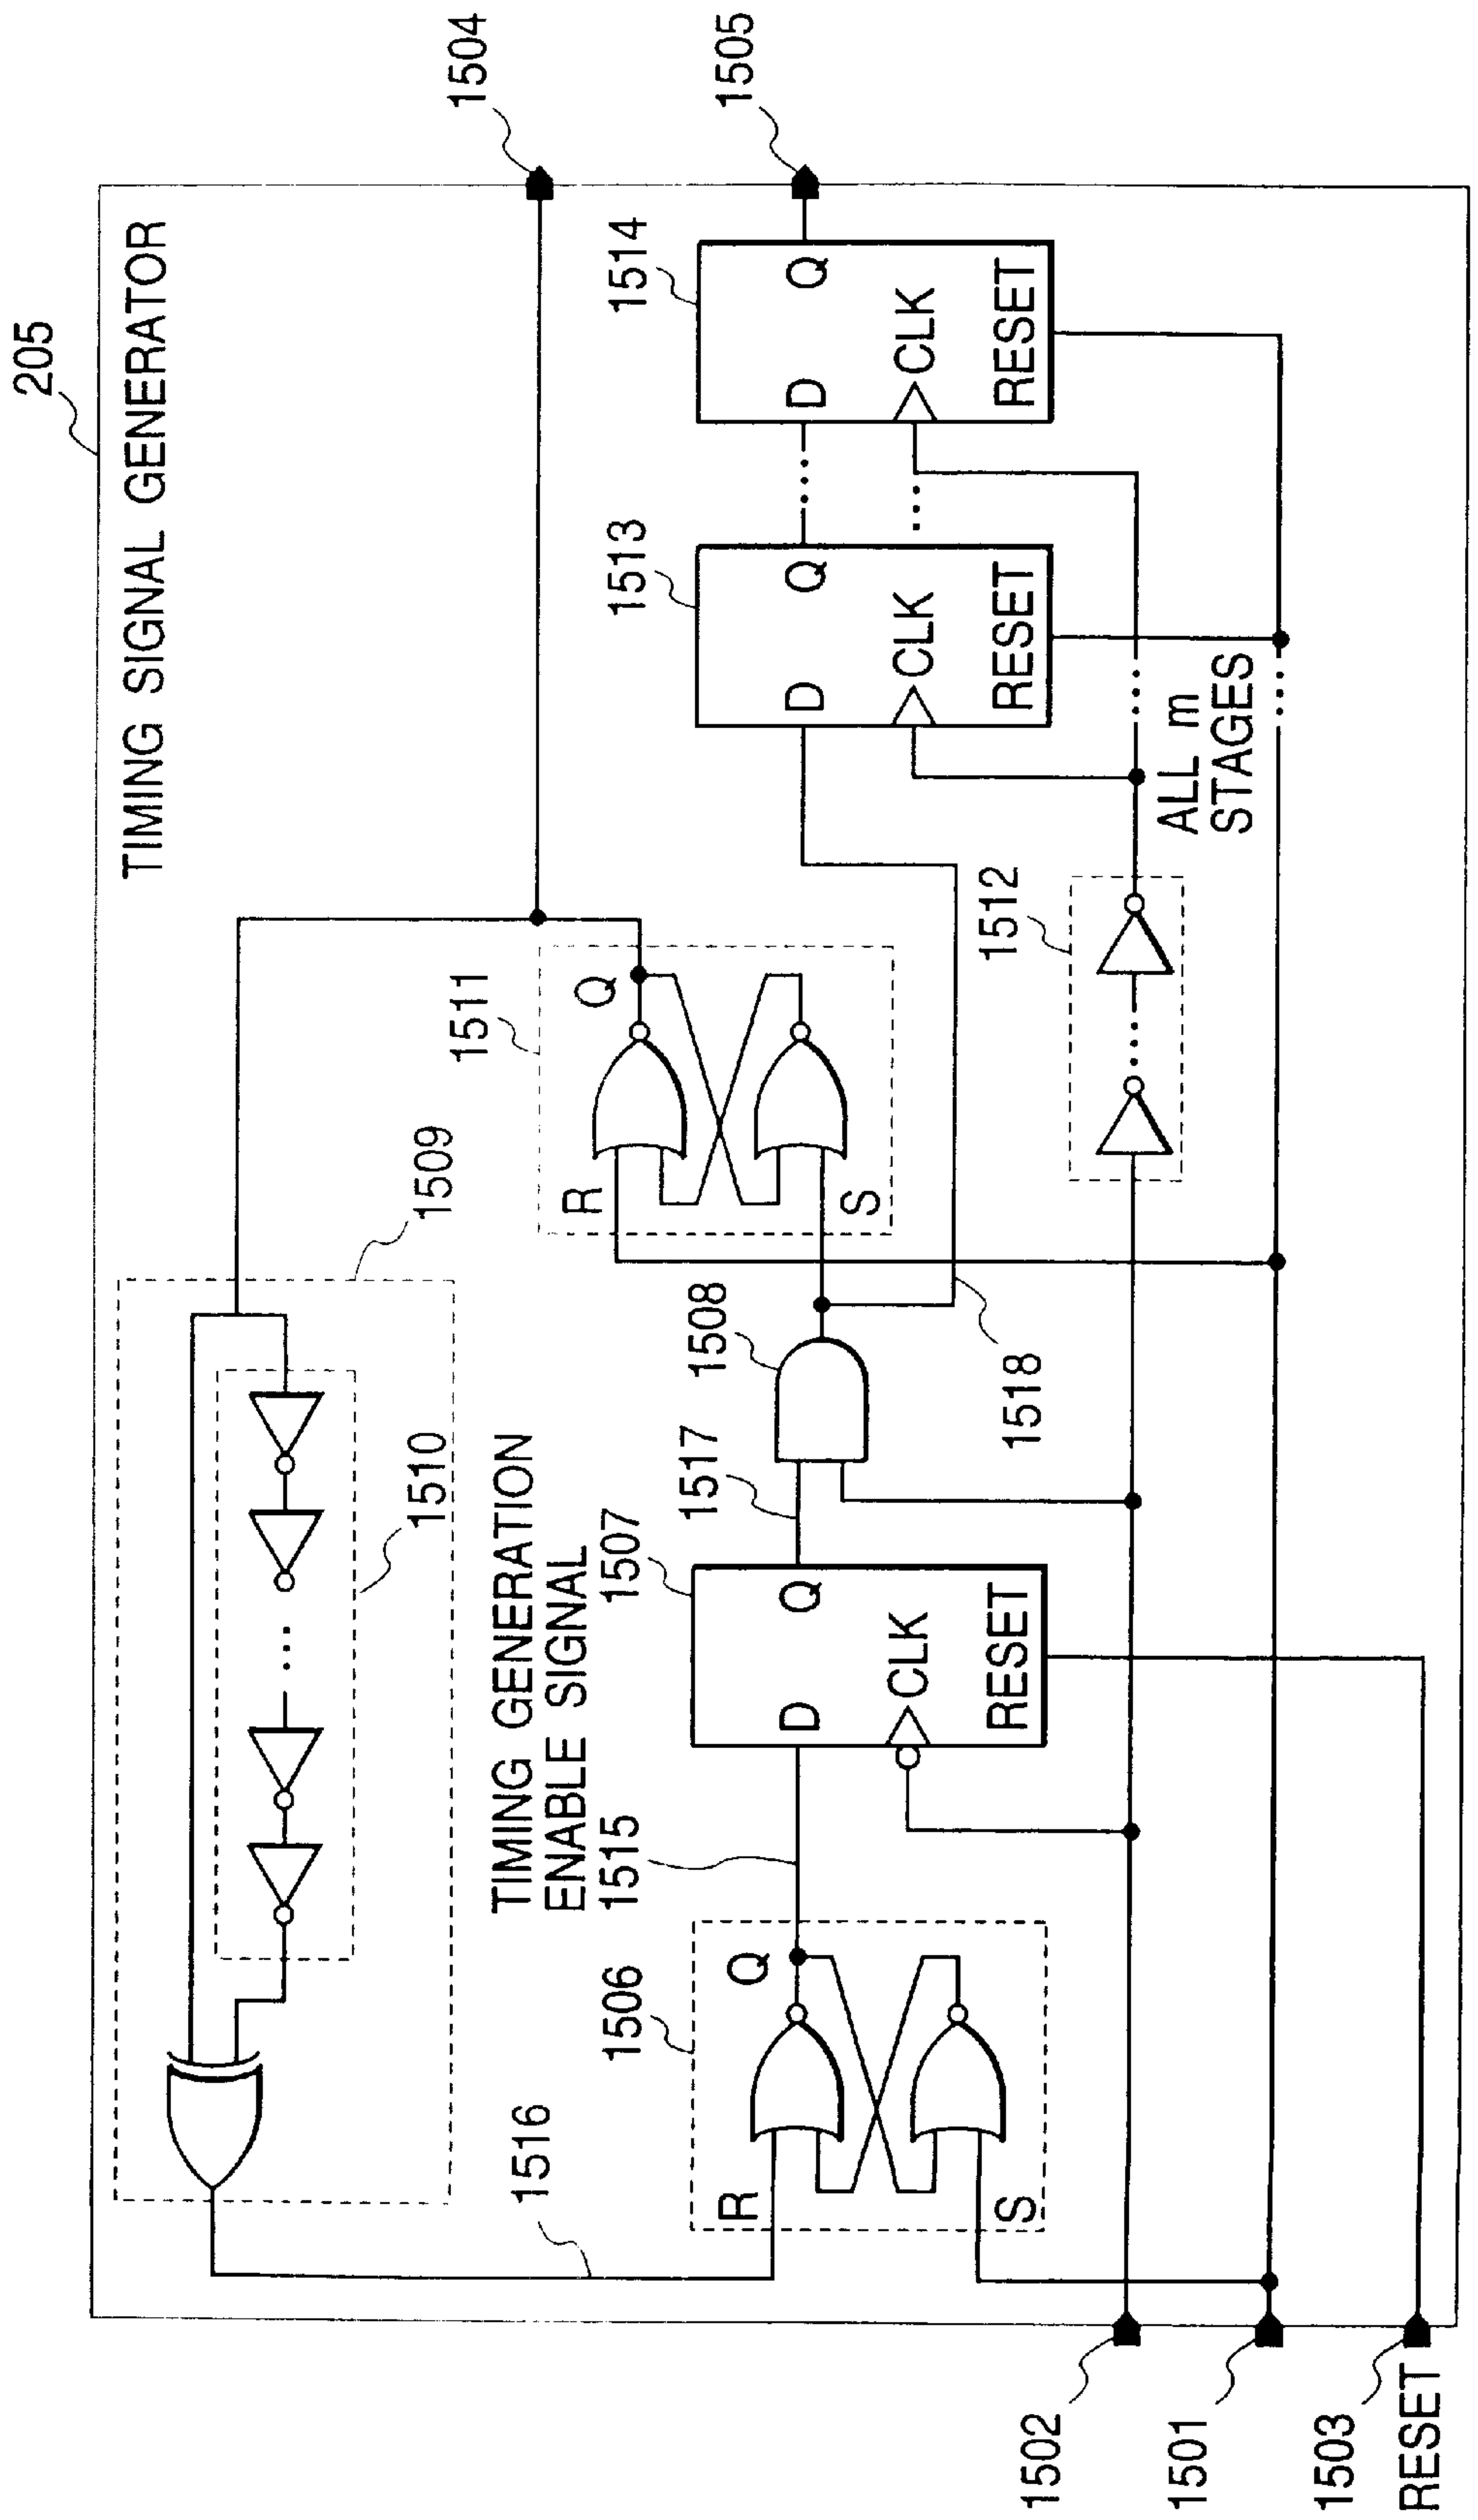 205
TIMING SIGNAL GENERATOR
1504
1505
1509
1510
1516
TIMING GENERATION
ENABLE SIGNAL
1515
1506
R
S
Q
1507
D
Q
CLK
RESET
1517
1508
1518
1511
R
S
Q
1512
1513
D
Q
CLK
RESET
1514
D
Q
CLK
RESET
ALL m
STAGES
1502
1501
1503
RESET